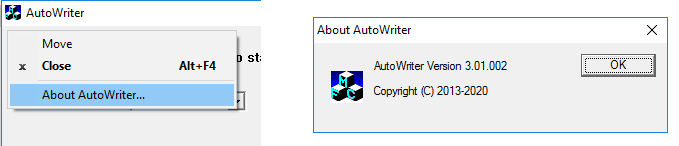 AutoWriter
Move
x Close Alt+F4
About AutoWriter...
About AutoWriter
AutoWriter Version 3.01.002
OK
Copyright (C) 2013-2020
M
F C